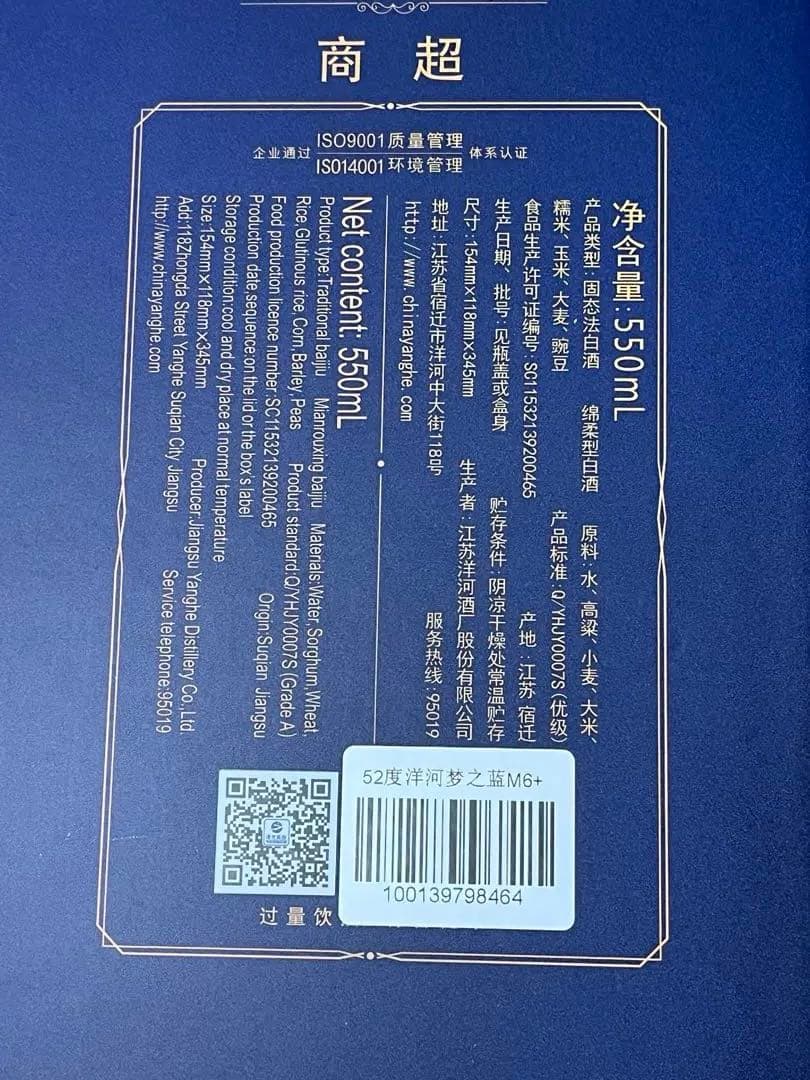 商超
企业通过 ISO9001质量管理 体系认证
ISO14001环境管理
净含量:550mL
产品类型:固态法白酒 绵柔型白酒 原料:水、高粱、小麦、大米、
糯米、玉米、大麦、豌豆 产品标准:Q/YHJY0007S(优级)
食品生产许可证编号:SC11532139200465 产地:江苏 宿迁
生产日期、批号:见瓶盖或盒身 贮存条件:阴凉干燥处常温贮存
尺寸:154mm×118mm×345mm 生产者:江苏洋河酒厂股份有限公司
地址:江苏省宿迁市洋河中大街118号 服务热线:95019
http://www.chinayanghe.com
Net content: 550mL
Product type:Traditional baijiu Mianrouxing baijiu Materials:Water,Sorghum,Wheat,
Rice,Glutinous rice,Corn,Barley,Peas Product standard:Q/YHJY0007S (Grade A)
Food production licence number:SC11532139200465 Origin:Suqian Jiangsu
Production date,sequence:on the lid or the box's label
Storage condition:cool and dry place at normal temperature
Size:154mm×118mm×345mm Producer:Jiangsu Yanghe Distillery Co.,Ltd.
Add:118Zhongda Street Yanghe Suqian City Jiangsu Service telephone:95019
http://www.chinayanghe.com
52度洋河梦之蓝M6+
100139798464
过量饮